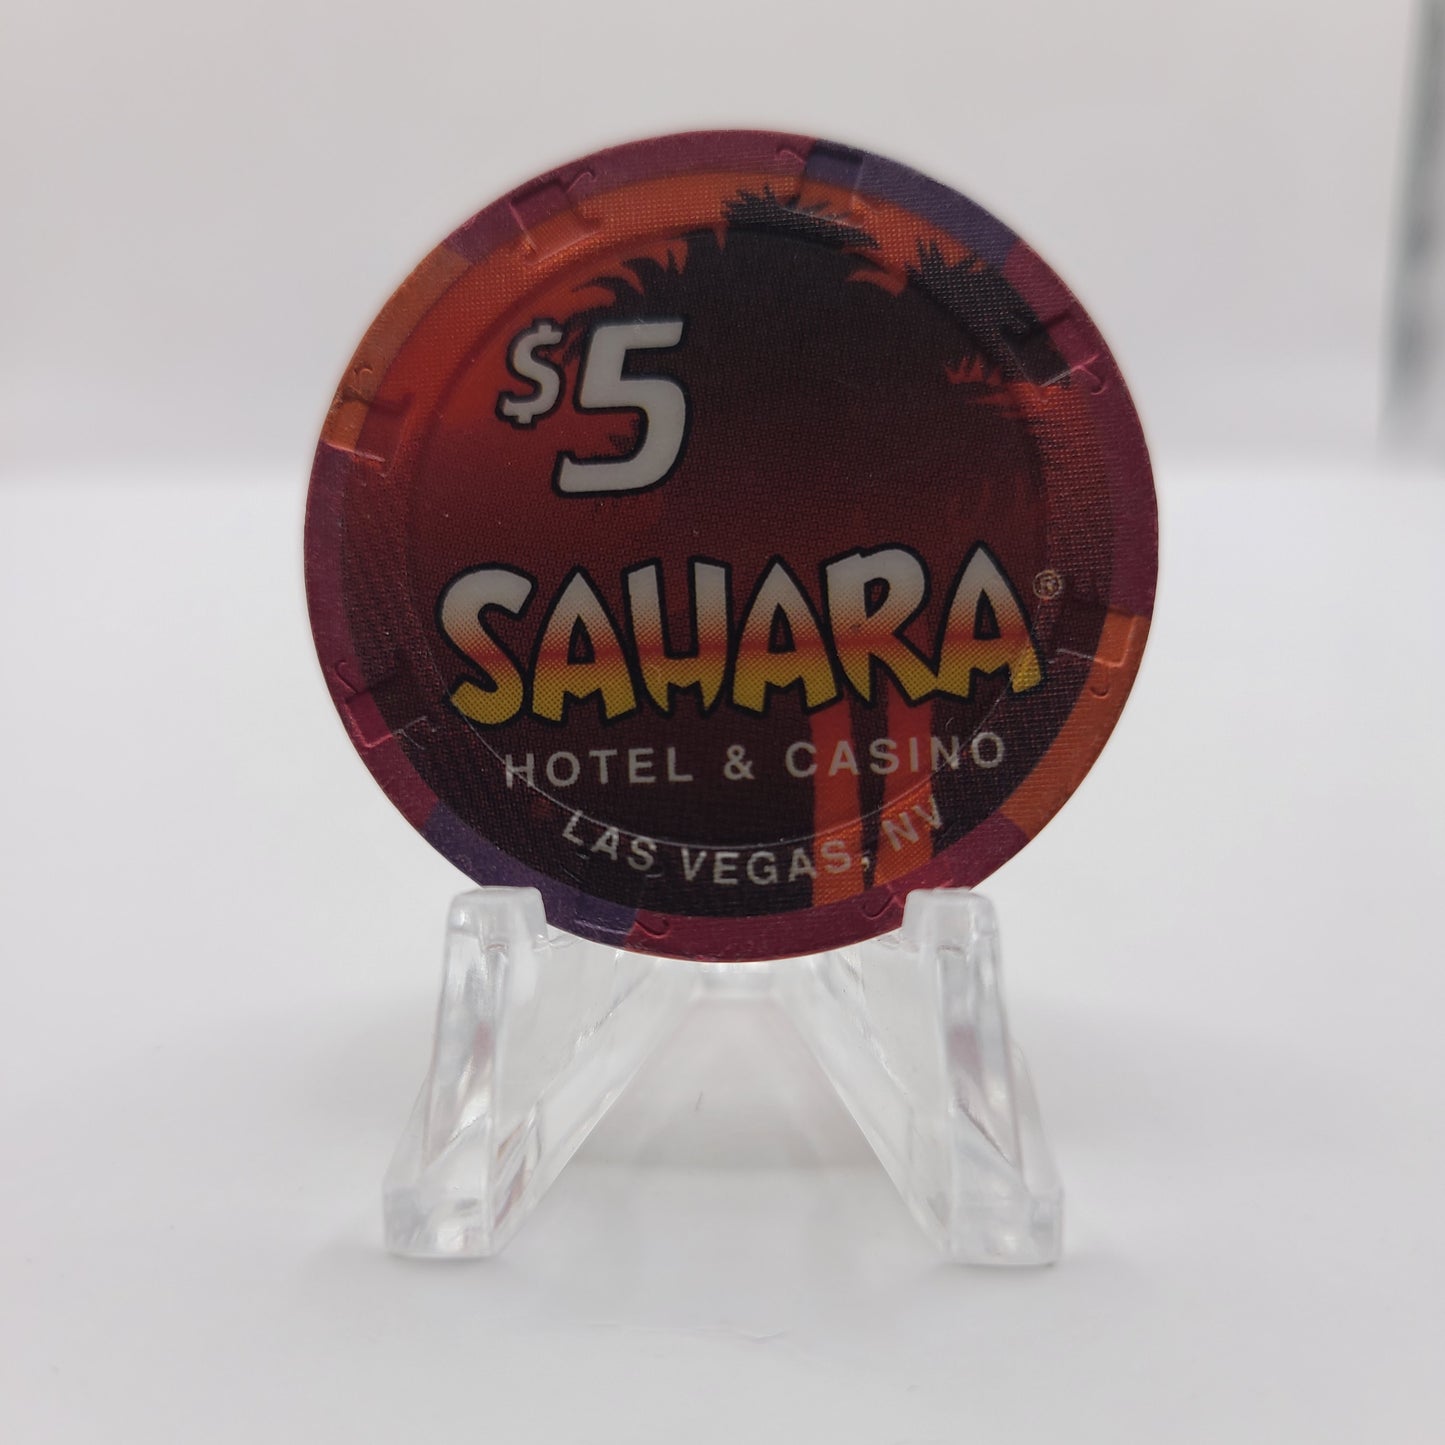 $5
SAHARA®
HOTEL & CASINO
LAS VEGAS, NV